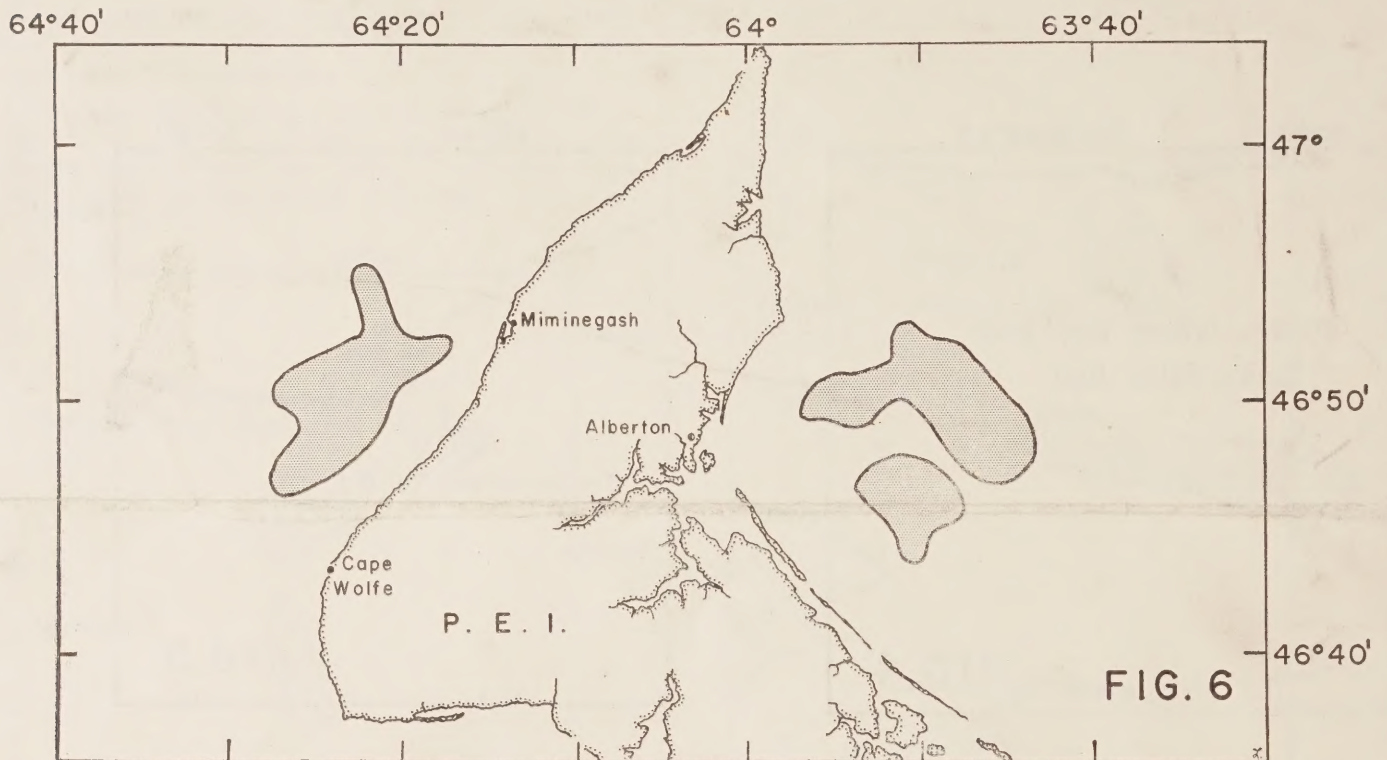 64°40' 64°20' 64° 63°40'
47°
Miminegash
46°50'
Alberton
Cape
Wolfe
P. E. I.
46°40'
FIG. 6